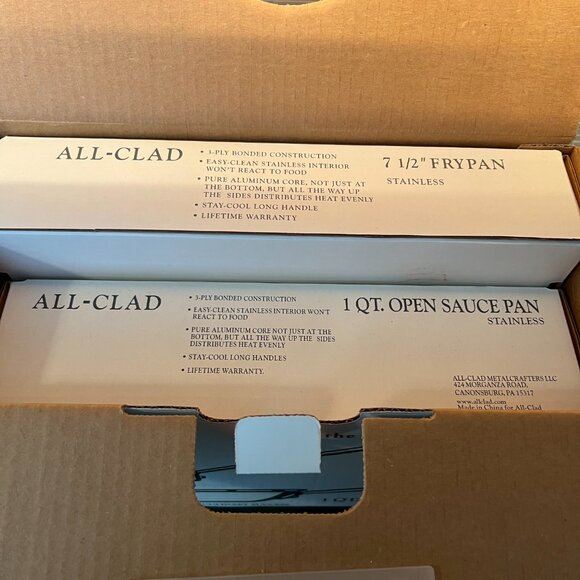 ALL-CLAD
• 3-PLY BONDED CONSTRUCTION
• EASY-CLEAN STAINLESS INTERIOR
WON'T REACT TO FOOD
• PURE ALUMINUM CORE, NOT JUST AT
THE BOTTOM, BUT ALL THE WAY UP
THE SIDES DISTRIBUTES HEAT EVENLY
• STAY-COOL LONG HANDLE
• LIFETIME WARRANTY
7 1/2" FRYPAN
STAINLESS
ALL-CLAD
• 3-PLY BONDED CONSTRUCTION
• EASY-CLEAN STAINLESS INTERIOR WON'T
REACT TO FOOD
• PURE ALUMINUM CORE NOT JUST AT THE
BOTTOM, BUT ALL THE WAY UP THE SIDES
DISTRIBUTES HEAT EVENLY
• STAY-COOL LONG HANDLES
• LIFETIME WARRANTY.
1 QT. OPEN SAUCE PAN
STAINLESS
ALL-CLAD METALCRAFTERS LLC
424 MORGANZA ROAD,
CANONSBURG, PA 15317
www.allclad.com
Made in China for All-Clad
the